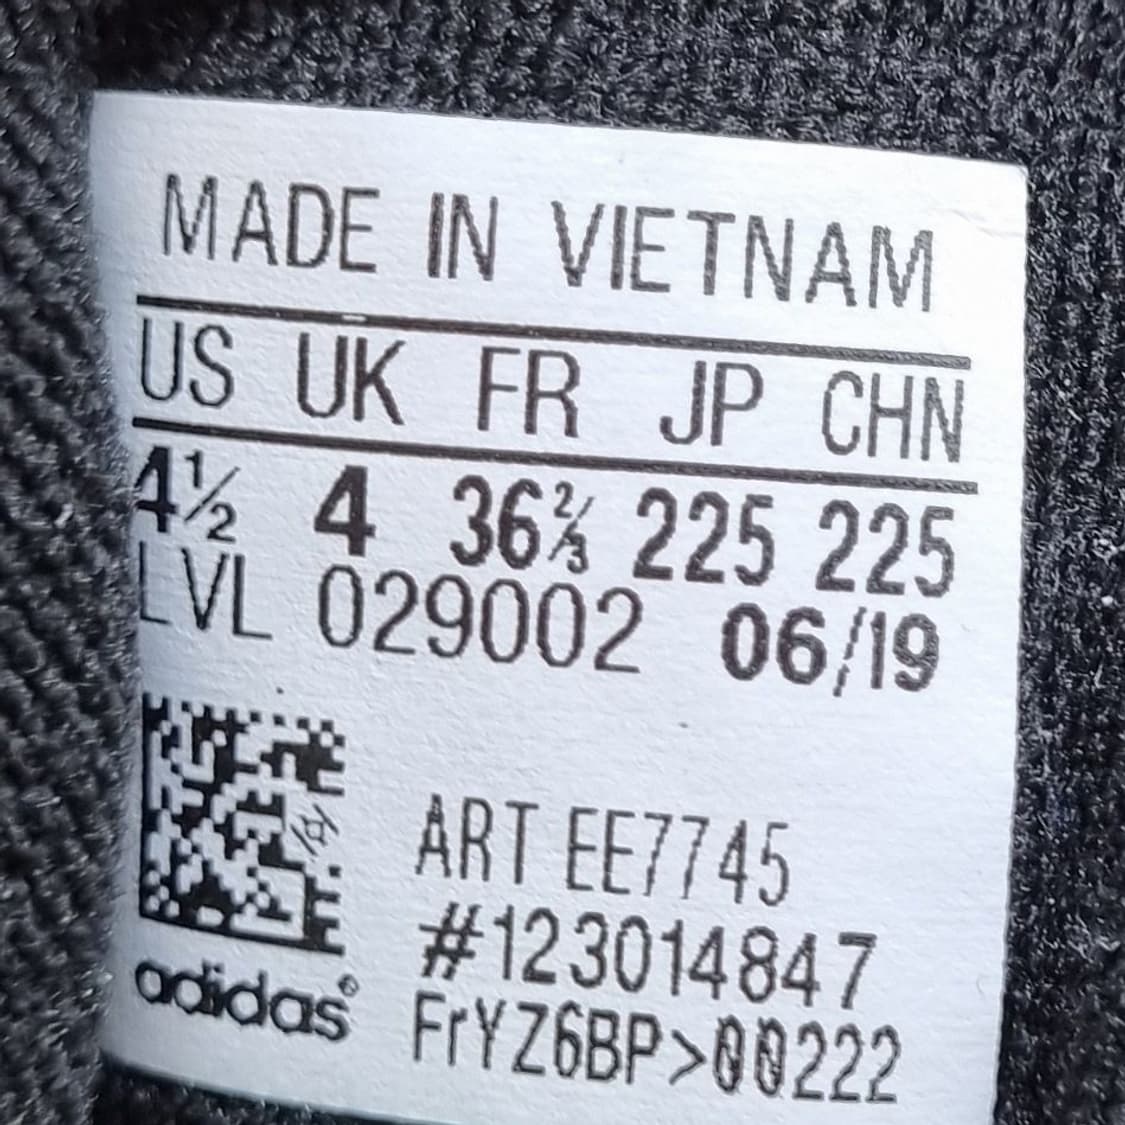 MADE IN VIETNAM
US UK FR JP CHN
4½ 4 36⅔ 225 225
LVL 029002 06/19
ART EE7745
#123014847
FrYZ6BP>00222
adidas®